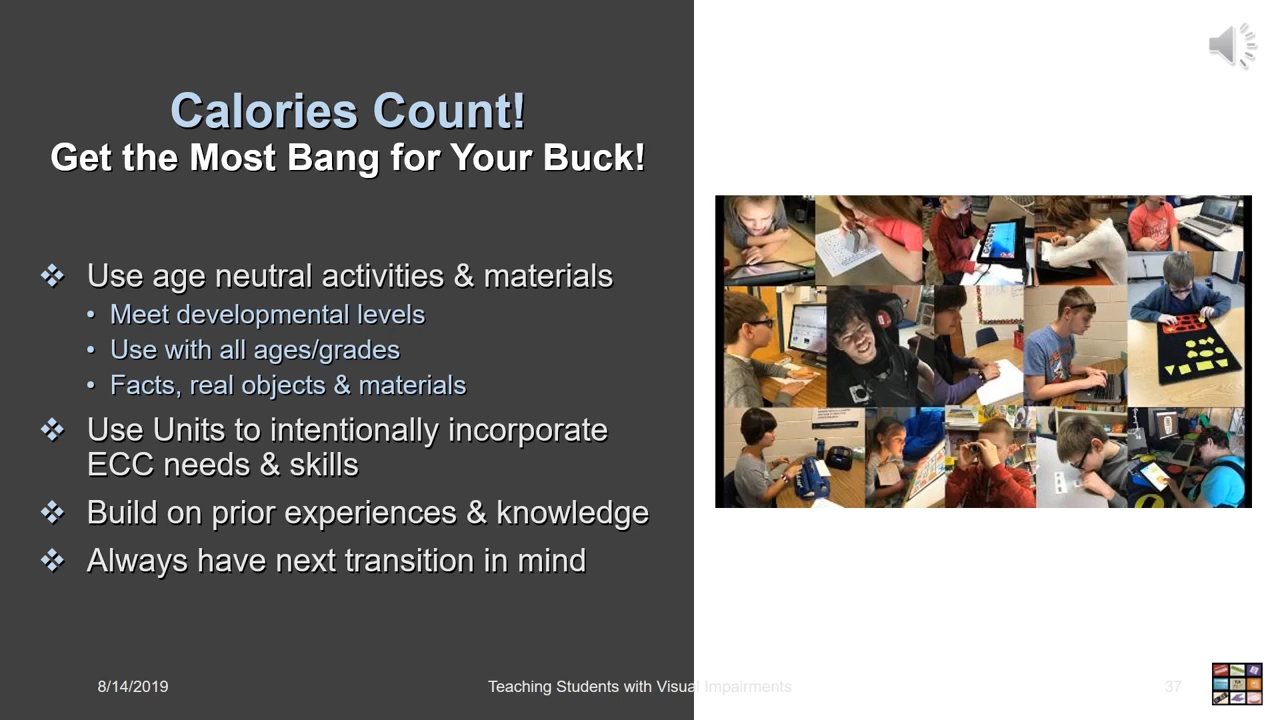 Calories Count!
Get the Most Bang for Your Buck!
❖ Use age neutral activities & materials
• Meet developmental levels
• Use with all ages/grades
• Facts, real objects & materials
❖ Use Units to intentionally incorporate
ECC needs & skills
❖ Build on prior experiences & knowledge
❖ Always have next transition in mind
8/14/2019
Teaching Students with Visual Impairments
37